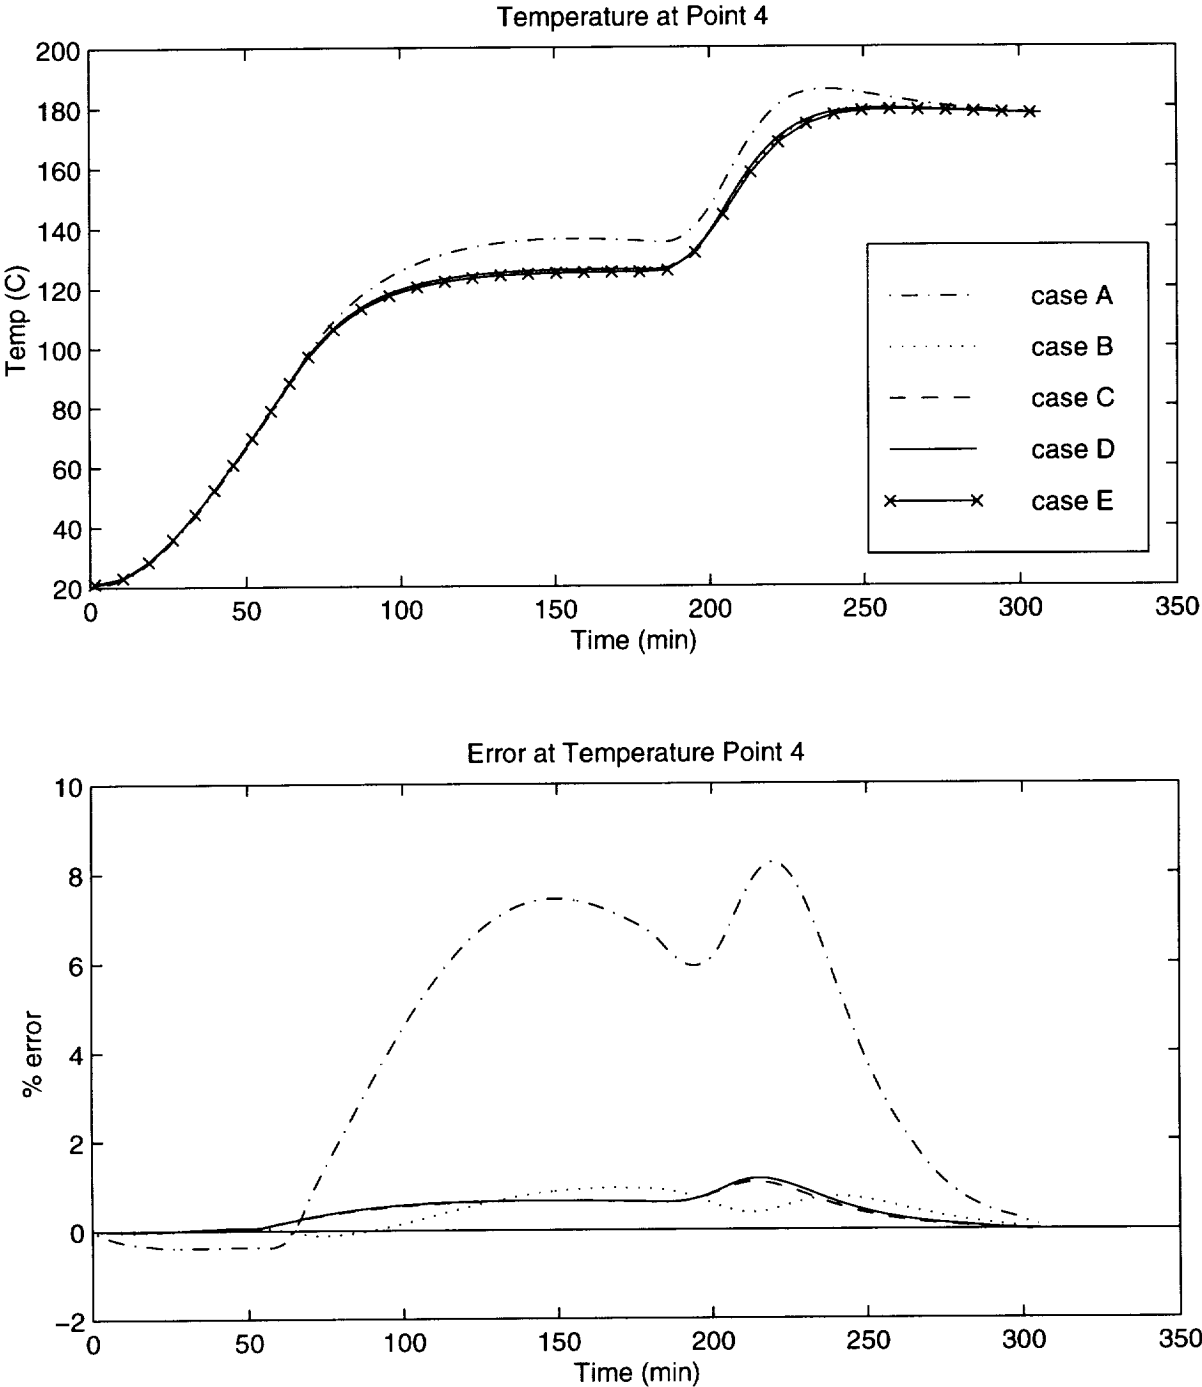 Temperature at Point 4
200
180
160
140
120
100
80
60
40
20
Temp (C)
0 50 100 150 200 250 300 350
Time (min)
case A
case B
case C
case D
case E
Error at Temperature Point 4
10
8
6
4
2
0
−2
% error
0 50 100 150 200 250 300 350
Time (min)